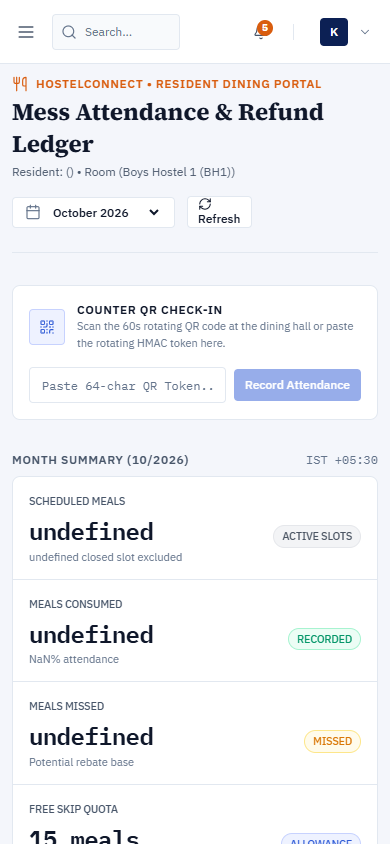 Search...
5
K
HOSTELCONNECT • RESIDENT DINING PORTAL
Mess Attendance & Refund
Ledger
Resident: () • Room (Boys Hostel 1 (BH1))
October 2026
Refresh
COUNTER QR CHECK-IN
Scan the 60s rotating QR code at the dining hall or paste
the rotating HMAC token here.
Paste 64-char QR Token..
Record Attendance
MONTH SUMMARY (10/2026)
IST +05:30
SCHEDULED MEALS
undefined
ACTIVE SLOTS
undefined closed slot excluded
MEALS CONSUMED
undefined
RECORDED
NaN% attendance
MEALS MISSED
undefined
MISSED
Potential rebate base
FREE SKIP QUOTA
15 meals
ALLOWANCE